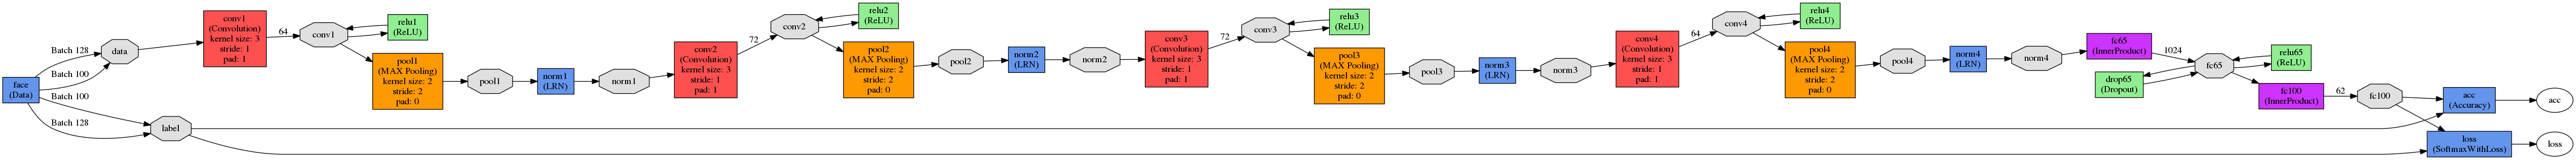 face
(Data)
Batch 128
Batch 100
Batch 100
Batch 128
data
label
conv1
(Convolution)
kernel size: 3
stride: 1
pad: 1
64
conv1
relu1
(ReLU)
pool1
(MAX Pooling)
kernel size: 2
stride: 2
pad: 0
pool1
norm1
(LRN)
norm1
conv2
(Convolution)
kernel size: 3
stride: 1
pad: 1
72
conv2
relu2
(ReLU)
pool2
(MAX Pooling)
kernel size: 2
stride: 2
pad: 0
pool2
norm2
(LRN)
norm2
conv3
(Convolution)
kernel size: 3
stride: 1
pad: 1
72
conv3
relu3
(ReLU)
pool3
(MAX Pooling)
kernel size: 2
stride: 2
pad: 0
pool3
norm3
(LRN)
norm3
conv4
(Convolution)
kernel size: 3
stride: 1
pad: 1
64
conv4
relu4
(ReLU)
pool4
(MAX Pooling)
kernel size: 2
stride: 2
pad: 0
pool4
norm4
(LRN)
norm4
fc65
(InnerProduct)
1024
fc65
relu65
(ReLU)
drop65
(Dropout)
fc100
(InnerProduct)
62
fc100
acc
(Accuracy)
acc
loss
(SoftmaxWithLoss)
loss